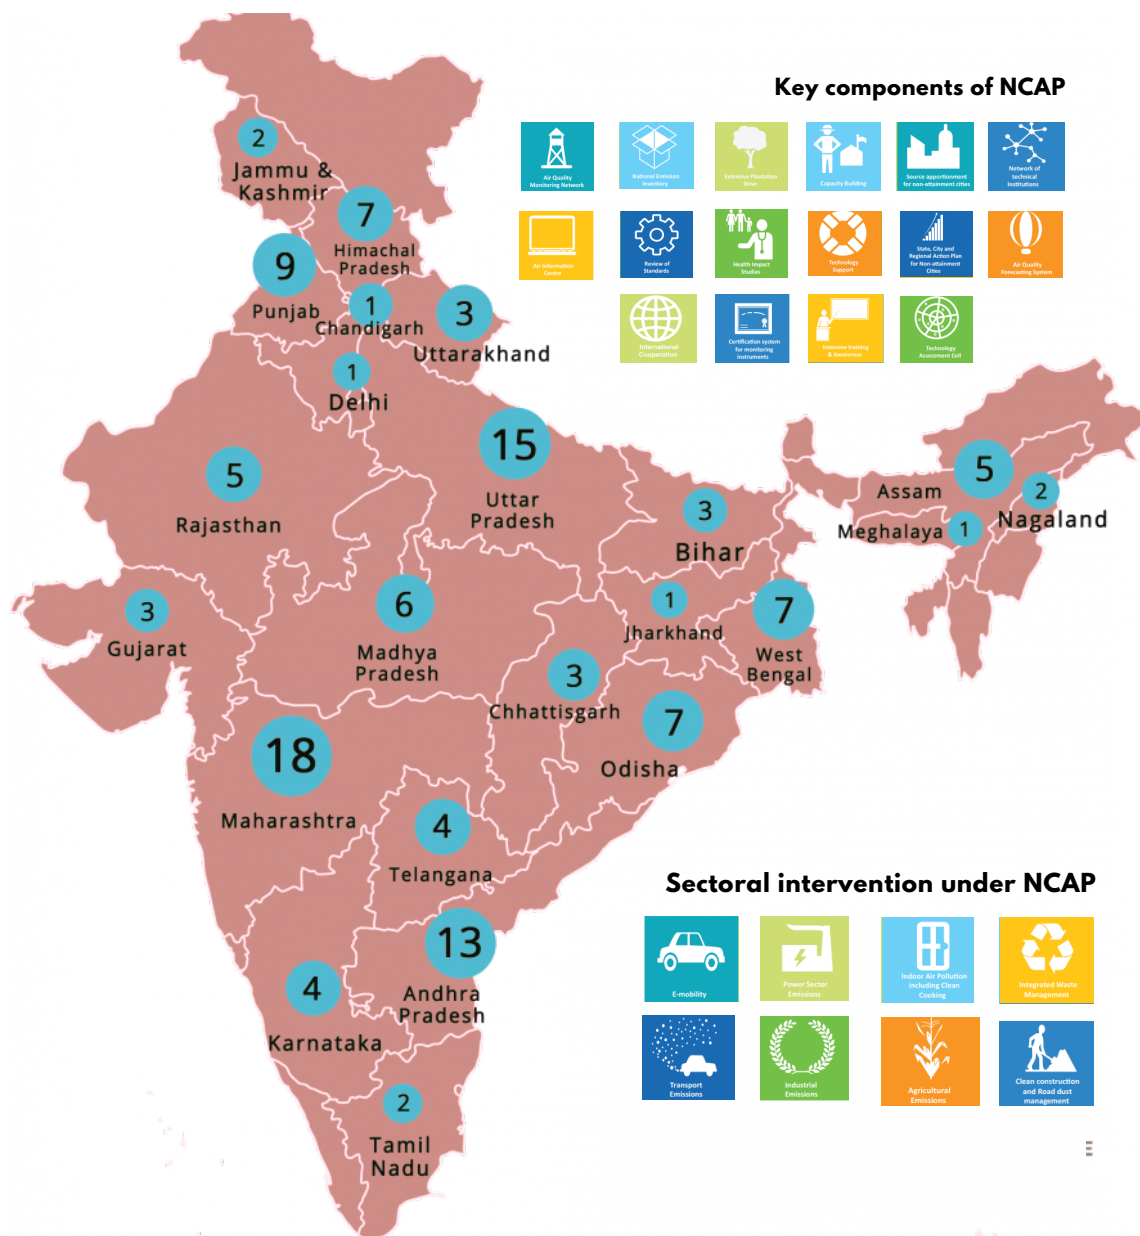 Key components of NCAP
Air Quality
Monitoring Network
National Emission
Inventory
Extensive Plantation
Drive
Capacity Building
Source apportionment
for non-attainment cities
Network of
technical
Institutions
Air Information
Centre
Review of
Standards
Health Impact
Studies
Technology
Support
State, City and
Regional Action Plan
for Non-attainment
Cities
Air Quality
Forecasting System
International
Cooperation
Certification system
for monitoring
instruments
Intensive training
& Awareness
Technology
Assessment Cell
2
Jammu &
Kashmir
7
Himachal
Pradesh
9
Punjab
1
Chandigarh
3
Uttarakhand
1
Delhi
15
Uttar
Pradesh
5
Rajasthan
3
Bihar
5
Assam
2
Nagaland
Meghalaya
1
3
Gujarat
6
Madhya
Pradesh
1
Jharkhand
7
West
Bengal
3
Chhattisgarh
7
Odisha
18
Maharashtra
4
Telangana
13
Andhra
Pradesh
4
Karnataka
2
Tamil
Nadu
Sectoral intervention under NCAP
E-mobility
Power Sector
Emissions
Indoor Air Pollution
including Clean
Cooking
Integrated Waste
Management
Transport
Emissions
Industrial
Emissions
Agricultural
Emissions
Clean construction
and Road dust
management